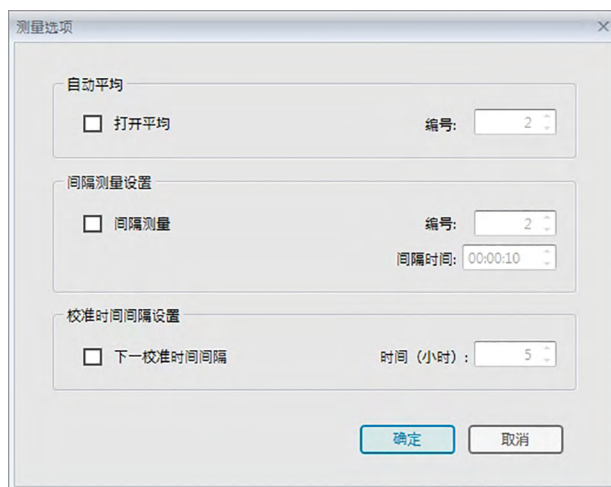 测量选项
自动平均
打开平均 编号: 2
间隔测量设置
间隔测量 编号: 2
间隔时间: 00:00:10
校准时间间隔设置
下一校准时间间隔 时间（小时）: 5
确定 取消